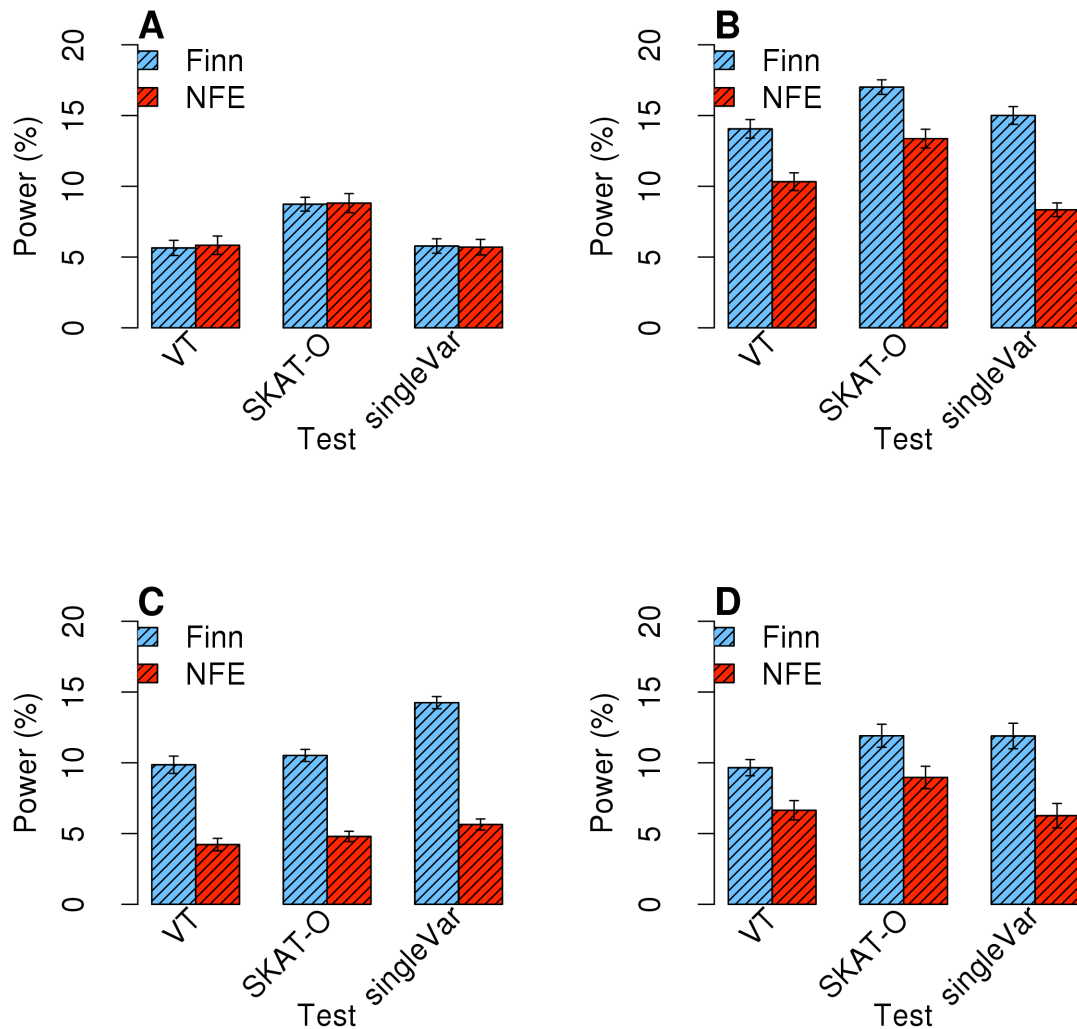 A
Finn
NFE
Power (%)
0
5
10
15
20
VT
SKAT-O
singleVar
Test
B
Finn
NFE
Power (%)
0
5
10
15
20
VT
SKAT-O
singleVar
Test
C
Finn
NFE
Power (%)
0
5
10
15
20
VT
SKAT-O
singleVar
Test
D
Finn
NFE
Power (%)
0
5
10
15
20
VT
SKAT-O
singleVar
Test